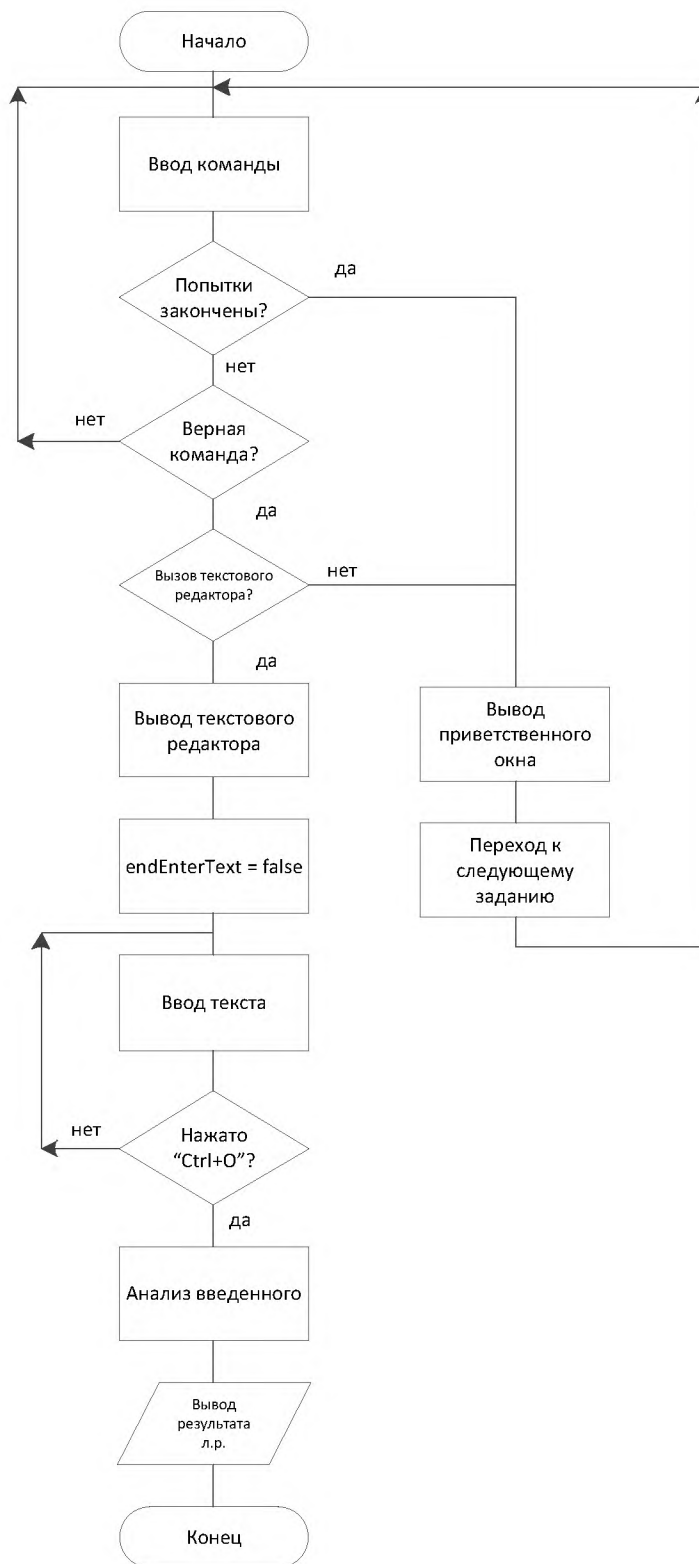 Начало
Ввод команды
да
Попытки
закончены?
нет
нет
Верная
команда?
да
Вызов текстового
редактора?
нет
да
Вывод текстового
редактора
Вывод
приветственного
окна
endEnterText = false
Переход к
следующему
заданию
Ввод текста
нет
Нажато
“Ctrl+O”?
да
Анализ введенного
Вывод
результата
л.р.
Конец